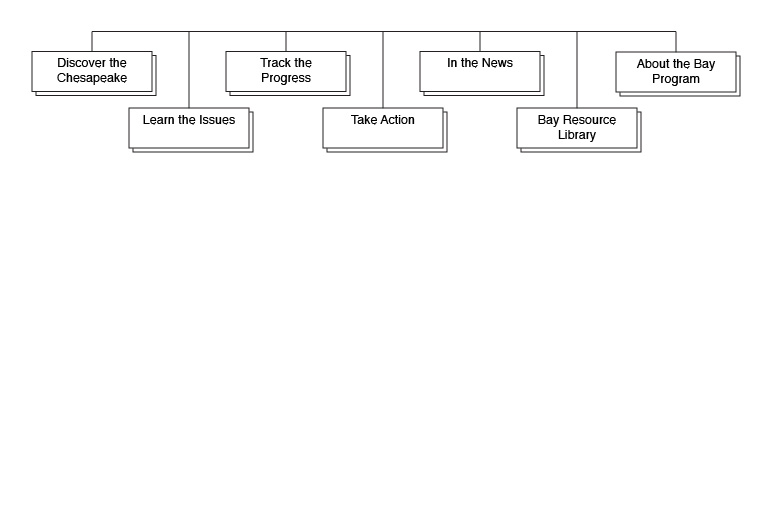 Discover the
Chesapeake
Track the
Progress
In the News
About the Bay
Program
Learn the Issues
Take Action
Bay Resource
Library